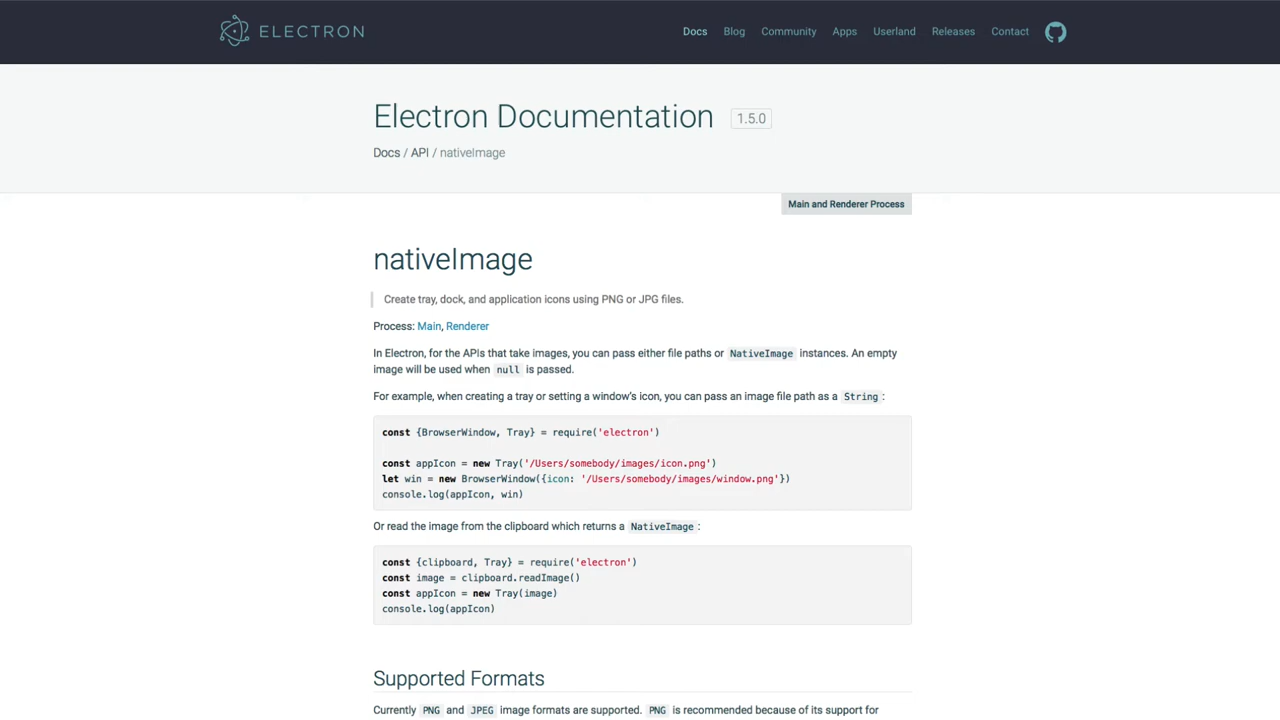 ELECTRON
Docs Blog Community Apps Userland Releases Contact
Electron Documentation 1.5.0
Docs / API / nativeImage
Main and Renderer Process
nativeImage
Create tray, dock, and application icons using PNG or JPG files.
Process: Main, Renderer
In Electron, for the APIs that take images, you can pass either file paths or NativeImage instances. An empty
image will be used when null is passed.
For example, when creating a tray or setting a window's icon, you can pass an image file path as a String :
const {BrowserWindow, Tray} = require('electron')
const appIcon = new Tray('/Users/somebody/images/icon.png')
let win = new BrowserWindow({icon: '/Users/somebody/images/window.png'})
console.log(appIcon, win)
Or read the image from the clipboard which returns a NativeImage :
const {clipboard, Tray} = require('electron')
const image = clipboard.readImage()
const appIcon = new Tray(image)
console.log(appIcon)
Supported Formats
Currently PNG and JPEG image formats are supported. PNG is recommended because of its support for